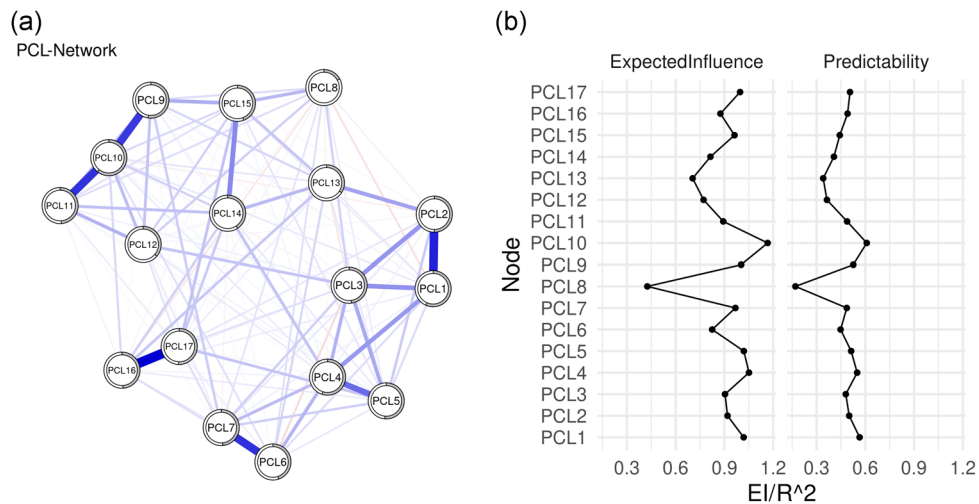 (a)
PCL-Network
PCL9
PCL15
PCL8
PCL10
PCL11
PCL13
PCL14
PCL2
PCL12
PCL3
PCL1
PCL17
PCL16
PCL4
PCL5
PCL7
PCL6
(b)
ExpectedInfluence Predictability
PCL17
PCL16
PCL15
PCL14
PCL13
PCL12
PCL11
PCL10
PCL9
PCL8
PCL7
PCL6
PCL5
PCL4
PCL3
PCL2
PCL1
Node
0.3 0.6 0.9 1.2 0.3 0.6 0.9 1.2
EI/R^2